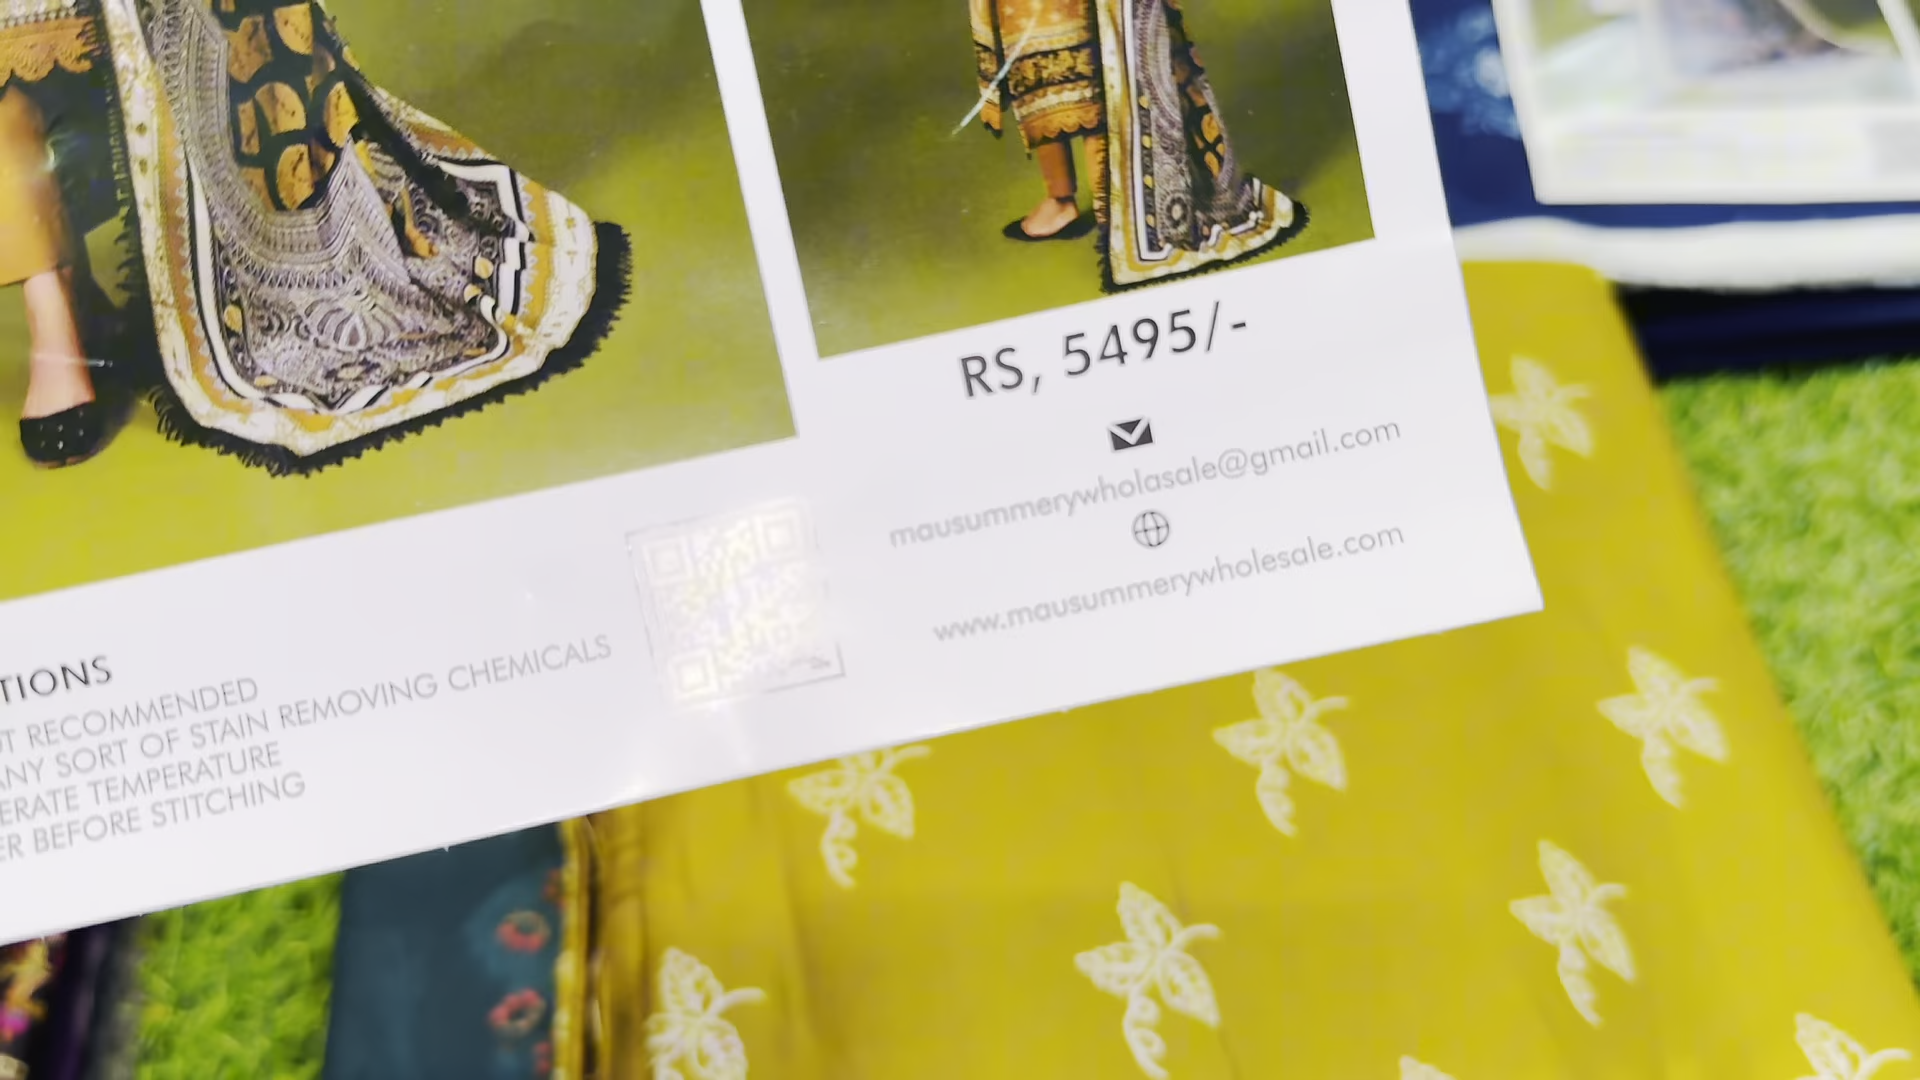 RS, 5495/-
mausummerywholasale@gmail.com
www.mausummerywholesale.com
TIONS
T RECOMMENDED
ANY SORT OF STAIN REMOVING CHEMICALS
ERATE TEMPERATURE
ER BEFORE STITCHING